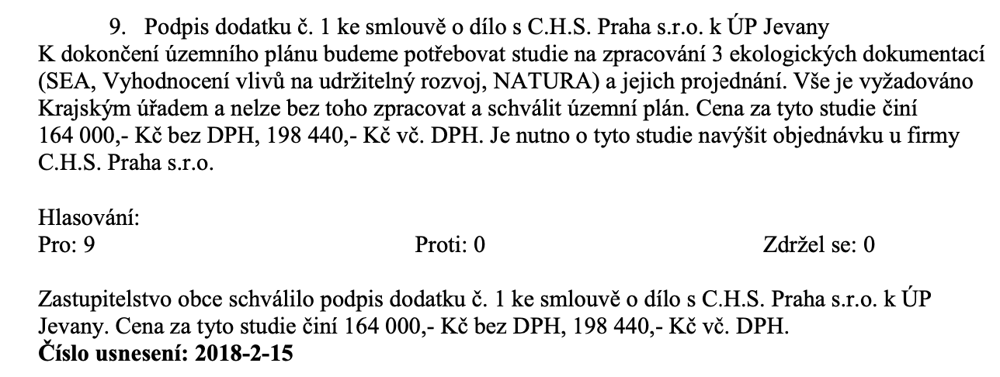 9. Podpis dodatku č. 1 ke smlouvě o dílo s C.H.S. Praha s.r.o. k ÚP Jevany
K dokončení územního plánu budeme potřebovat studie na zpracování 3 ekologických dokumentací
(SEA, Vyhodnocení vlivů na udržitelný rozvoj, NATURA) a jejich projednání. Vše je vyžadováno
Krajským úřadem a nelze bez toho zpracovat a schválit územní plán. Cena za tyto studie činí
164 000,- Kč bez DPH, 198 440,- Kč vč. DPH. Je nutno o tyto studie navýšit objednávku u firmy
C.H.S. Praha s.r.o.
Hlasování:
Pro: 9 Proti: 0 Zdržel se: 0
Zastupitelstvo obce schválilo podpis dodatku č. 1 ke smlouvě o dílo s C.H.S. Praha s.r.o. k ÚP
Jevany. Cena za tyto studie činí 164 000,- Kč bez DPH, 198 440,- Kč vč. DPH.
Číslo usnesení: 2018-2-15